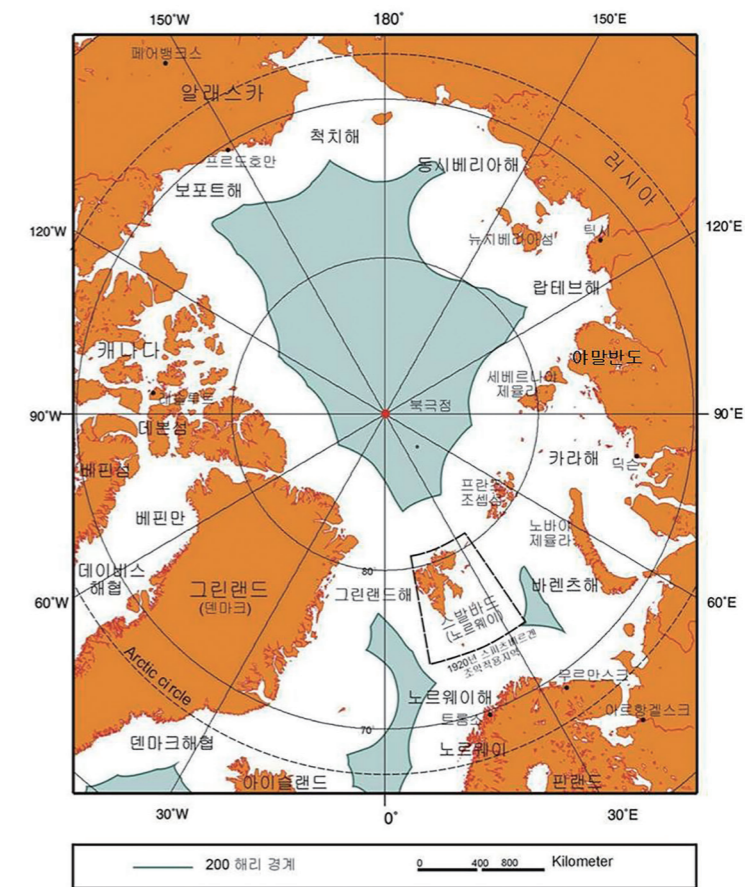 150˚W
180˚
150˚E
페어뱅크스
알래스카
척치해
프르도호만
동시베리아해
러시아
보포트해
120˚W
120˚E
뉴지베리아섬
틱시
랍테브해
캐나다
야말반도
세베르나야
제믈랴
북극점
90˚W
90˚E
데본섬
카라해
베핀섬
딕슨
프란츠
조셉섬
베핀만
노바야
제믈랴
데이비스
해협
80˚
그린란드
(덴마크)
그린랜드해
스발바드
(노르웨이)
바렌츠해
60˚W
60˚E
1920년 스피츠베르겐
조약적용지역
Arctic circle
노르웨이해
무르만스크
트롬소
아르항겔스크
70˚
덴마크해협
노르웨이
아이슬랜드
핀랜드
30˚W
0˚
30˚E
200 해리 경계
0 400 800 Kilometer